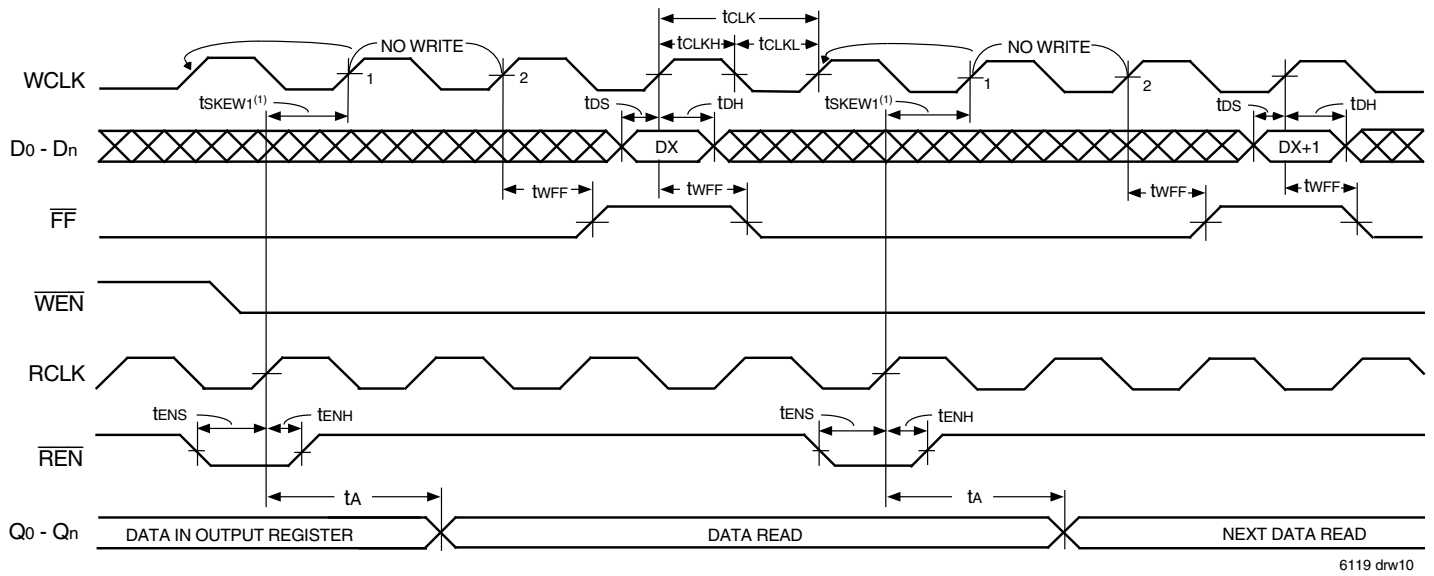 tCLK
NO WRITE
tCLKH
tCLKL
NO WRITE
WCLK
1
2
1
2
tSKEW1(1)
tDS
tDH
tSKEW1(1)
tDS
tDH
D0 - Dn
DX
DX+1
tWFF
tWFF
tWFF
tWFF
FF
WEN
RCLK
tENS
tENH
tENS
tENH
REN
tA
tA
Q0 - Qn
DATA IN OUTPUT REGISTER
DATA READ
NEXT DATA READ
6119 drw10